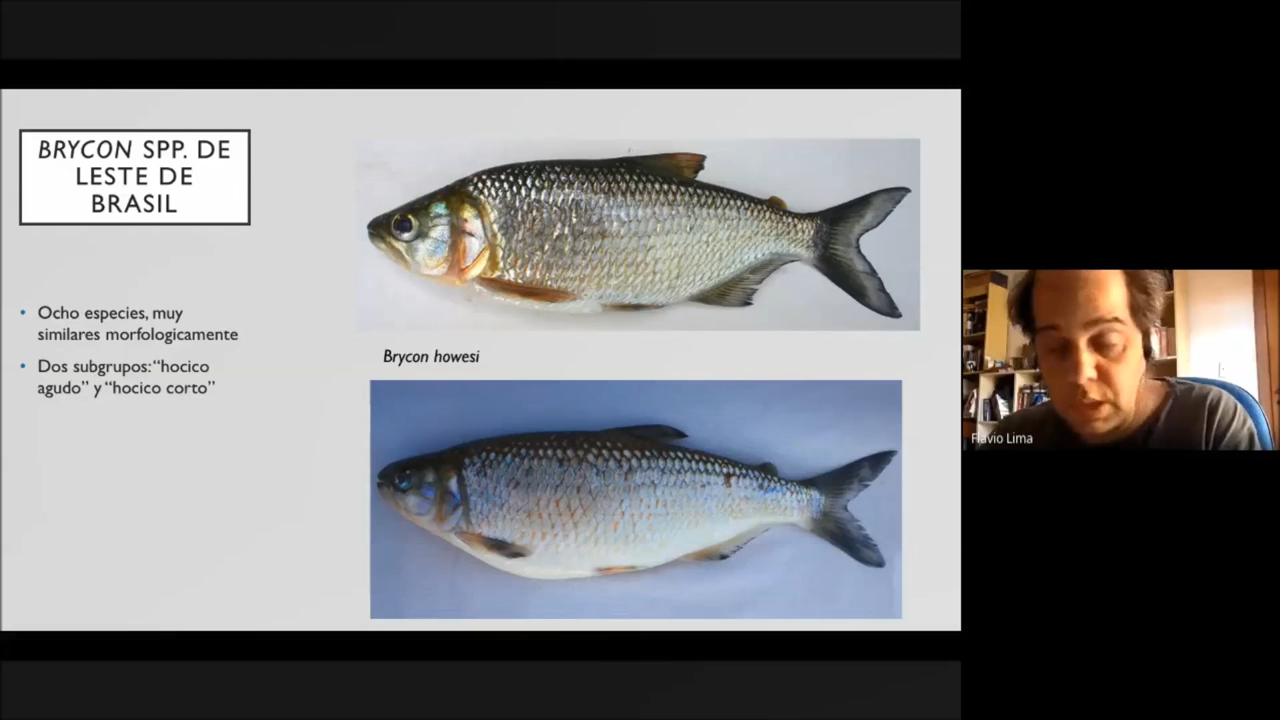 BRYCON SPP. DE
LESTE DE
BRASIL
• Ocho especies, muy
similares morfologicamente
• Dos subgrupos: “hocico
agudo” y “hocico corto”
Brycon howesi
Flavio Lima